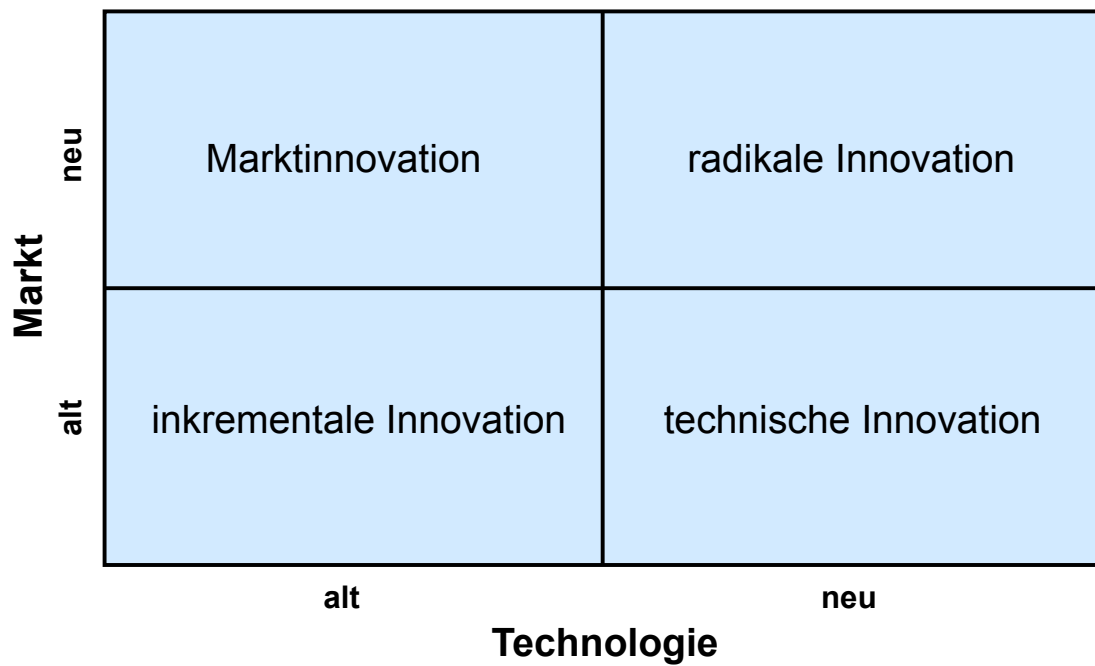 neu
Marktinnovation
radikale Innovation
Markt
alt
inkrementale Innovation
technische Innovation
alt
neu
Technologie